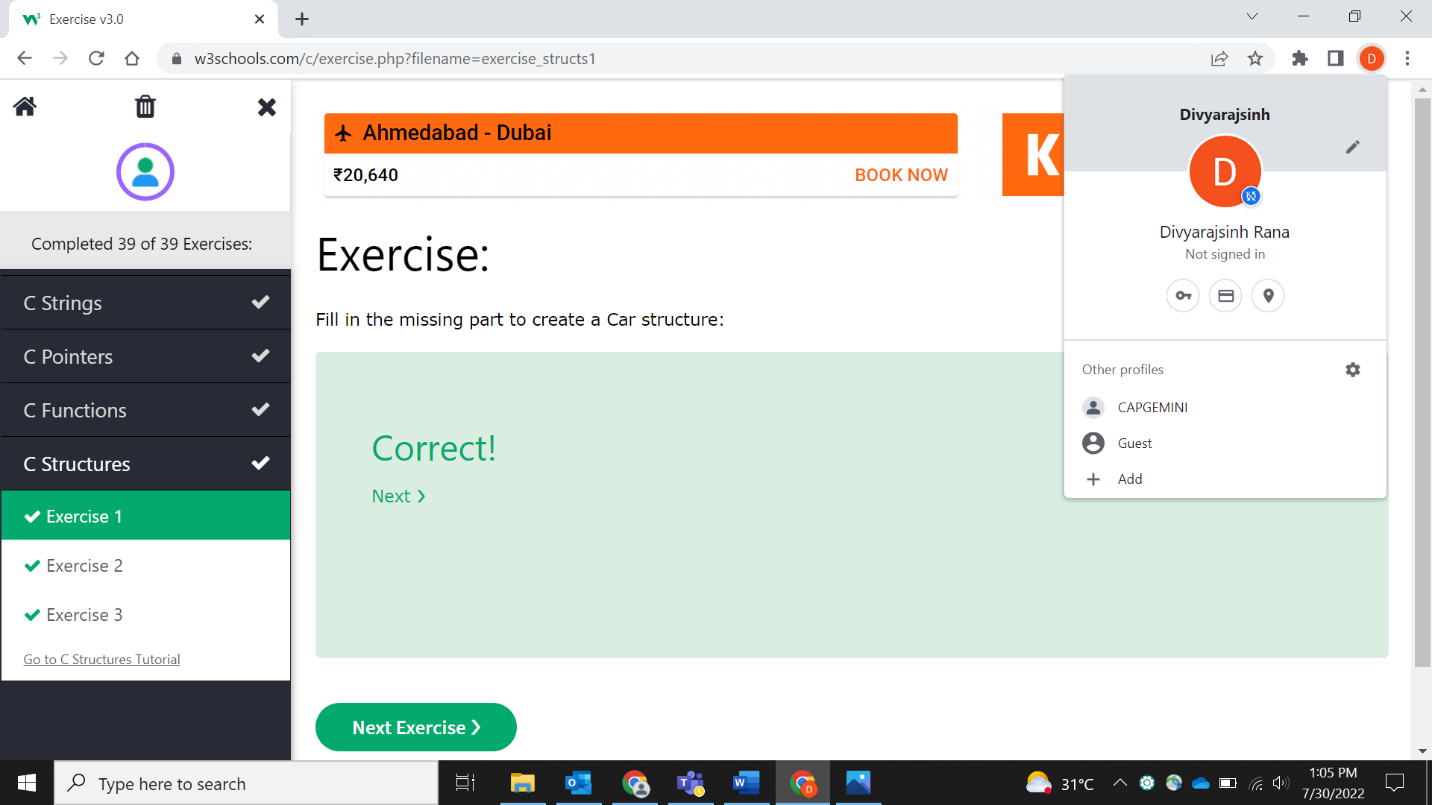 Exercise v3.0
w3schools.com/c/exercise.php?filename=exercise_structs1
D
Completed 39 of 39 Exercises:
C Strings
C Pointers
C Functions
C Structures
Exercise 1
Exercise 2
Exercise 3
Go to C Structures Tutorial
Ahmedabad - Dubai
₹20,640
BOOK NOW
K
Exercise:
Fill in the missing part to create a Car structure:
Correct!
Next ❯
Next Exercise ❯
Divyarajsinh
D
Divyarajsinh Rana
Not signed in
Other profiles
CAPGEMINI
Guest
Add
Type here to search
31°C
1:05 PM
7/30/2022